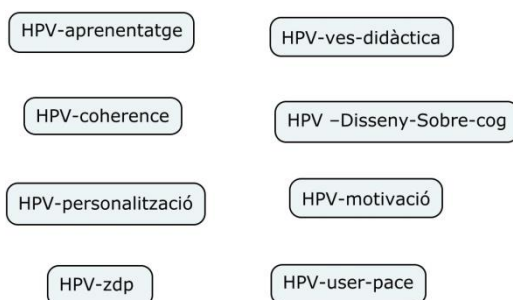 HPV-aprenentatge
HPV-ves-didàctica
HPV-coherence
HPV –Disseny-Sobre-cog
HPV-personalització
HPV-motivació
HPV-zdp
HPV-user-pace